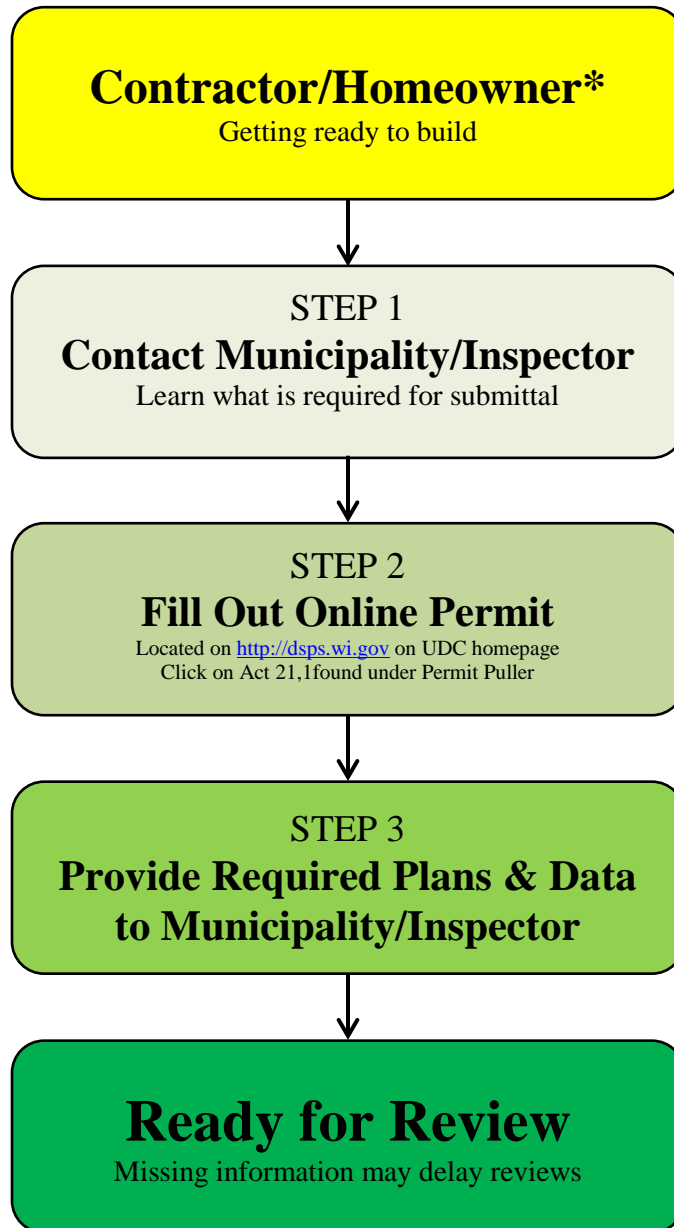 Contractor/Homeowner*
Getting ready to build
STEP 1
Contact Municipality/Inspector
Learn what is required for submittal
STEP 2
Fill Out Online Permit
Located on http://dsps.wi.gov on UDC homepage
Click on Act 21,1found under Permit Puller
STEP 3
Provide Required Plans & Data
to Municipality/Inspector
Ready for Review
Missing information may delay reviews